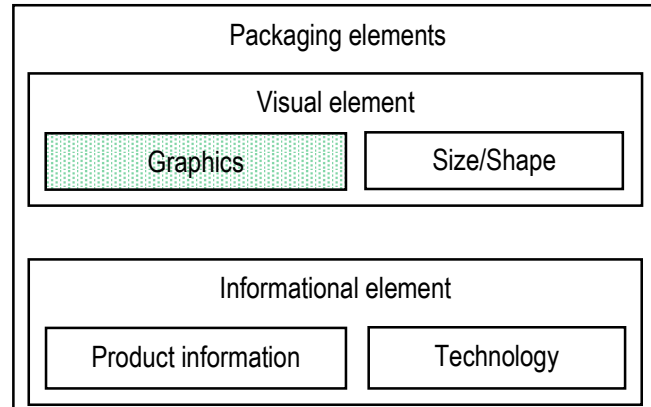 Packaging elements
Visual element
Graphics
Size/Shape
Informational element
Product information
Technology